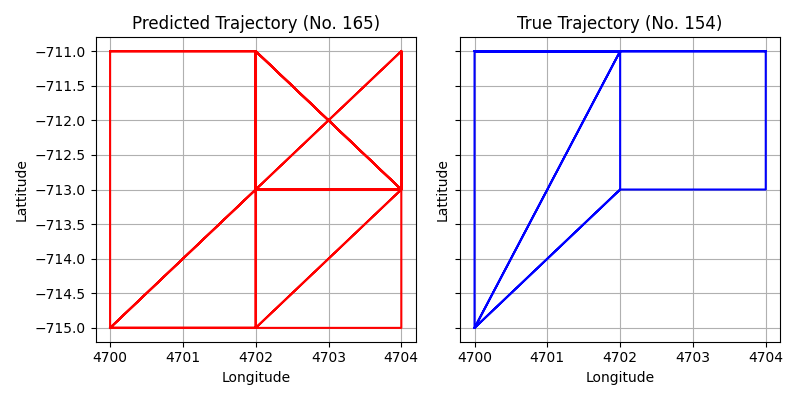 Predicted Trajectory (No. 165)
−711.0
−711.5
−712.0
−712.5
−713.0
−713.5
−714.0
−714.5
−715.0
Lattitude
4700 4701 4702 4703 4704
Longitude
True Trajectory (No. 154)
Lattitude
4700 4701 4702 4703 4704
Longitude